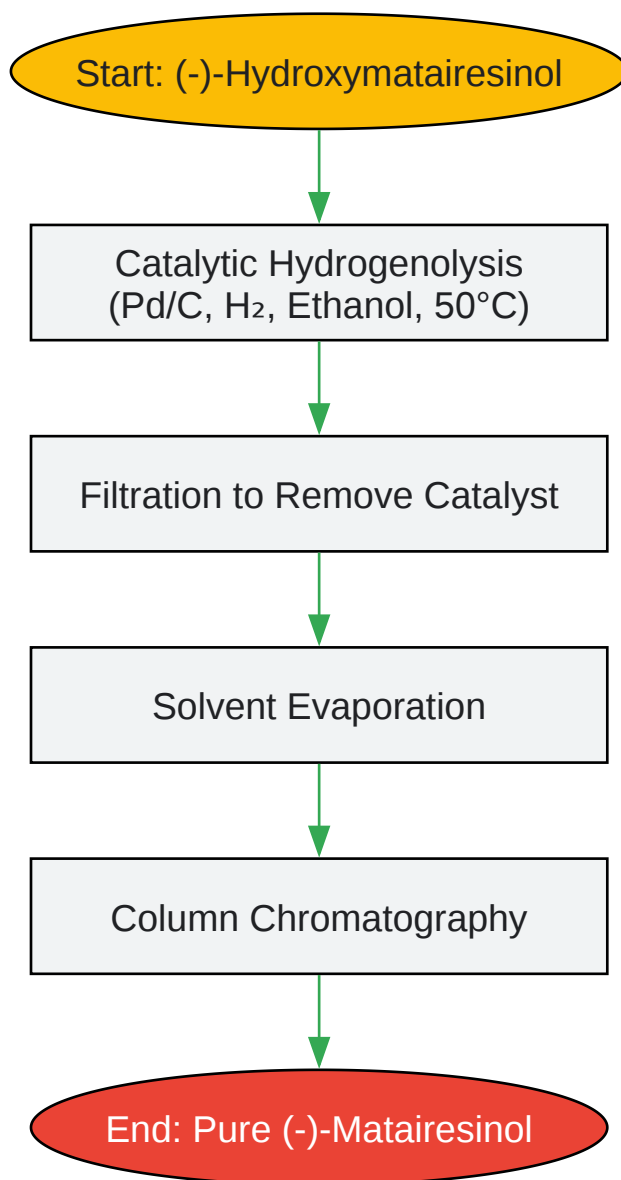 Start: (-)-Hydroxymatairesinol
Catalytic Hydrogenolysis
(Pd/C, H₂, Ethanol, 50°C)
Filtration to Remove Catalyst
Solvent Evaporation
Column Chromatography
End: Pure (-)-Matairesinol